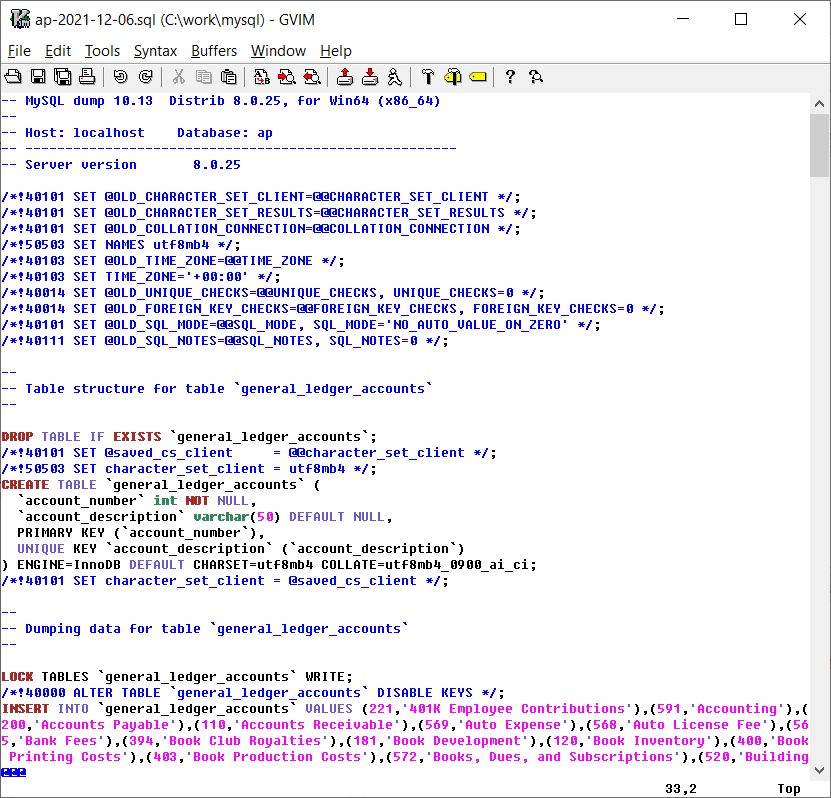 ap-2021-12-06.sql (C:\work\mysql) - GVIM
File Edit Tools Syntax Buffers Window Help
-- MySQL dump 10.13  Distrib 8.0.25, for Win64 (x86_64)
--
-- Host: localhost    Database: ap
-- ------------------------------------------------------
-- Server version       8.0.25

/*!40101 SET @OLD_CHARACTER_SET_CLIENT=@@CHARACTER_SET_CLIENT */;
/*!40101 SET @OLD_CHARACTER_SET_RESULTS=@@CHARACTER_SET_RESULTS */;
/*!40101 SET @OLD_COLLATION_CONNECTION=@@COLLATION_CONNECTION */;
/*!50503 SET NAMES utf8mb4 */;
/*!40103 SET @OLD_TIME_ZONE=@@TIME_ZONE */;
/*!40103 SET TIME_ZONE='+00:00' */;
/*!40014 SET @OLD_UNIQUE_CHECKS=@@UNIQUE_CHECKS, UNIQUE_CHECKS=0 */;
/*!40014 SET @OLD_FOREIGN_KEY_CHECKS=@@FOREIGN_KEY_CHECKS, FOREIGN_KEY_CHECKS=0 */;
/*!40101 SET @OLD_SQL_MODE=@@SQL_MODE, SQL_MODE='NO_AUTO_VALUE_ON_ZERO' */;
/*!40111 SET @OLD_SQL_NOTES=@@SQL_NOTES, SQL_NOTES=0 */;

--
-- Table structure for table `general_ledger_accounts`
--

DROP TABLE IF EXISTS `general_ledger_accounts`;
/*!40101 SET @saved_cs_client     = @@character_set_client */;
/*!50503 SET character_set_client = utf8mb4 */;
CREATE TABLE `general_ledger_accounts` (
  `account_number` int NOT NULL,
  `account_description` varchar(50) DEFAULT NULL,
  PRIMARY KEY (`account_number`),
  UNIQUE KEY `account_description` (`account_description`)
) ENGINE=InnoDB DEFAULT CHARSET=utf8mb4 COLLATE=utf8mb4_0900_ai_ci;
/*!40101 SET character_set_client = @saved_cs_client */;

--
-- Dumping data for table `general_ledger_accounts`
--

LOCK TABLES `general_ledger_accounts` WRITE;
/*!40000 ALTER TABLE `general_ledger_accounts` DISABLE KEYS */;
INSERT INTO `general_ledger_accounts` VALUES (221,'401K Employee Contributions'),(591,'Accounting'),(
200,'Accounts Payable'),(110,'Accounts Receivable'),(569,'Auto Expense'),(568,'Auto License Fee'),(56
5,'Bank Fees'),(394,'Book Club Royalties'),(181,'Book Development'),(120,'Book Inventory'),(400,'Book
 Printing Costs'),(403,'Book Production Costs'),(572,'Books, Dues, and Subscriptions'),(520,'Building
@@@
33,2 Top